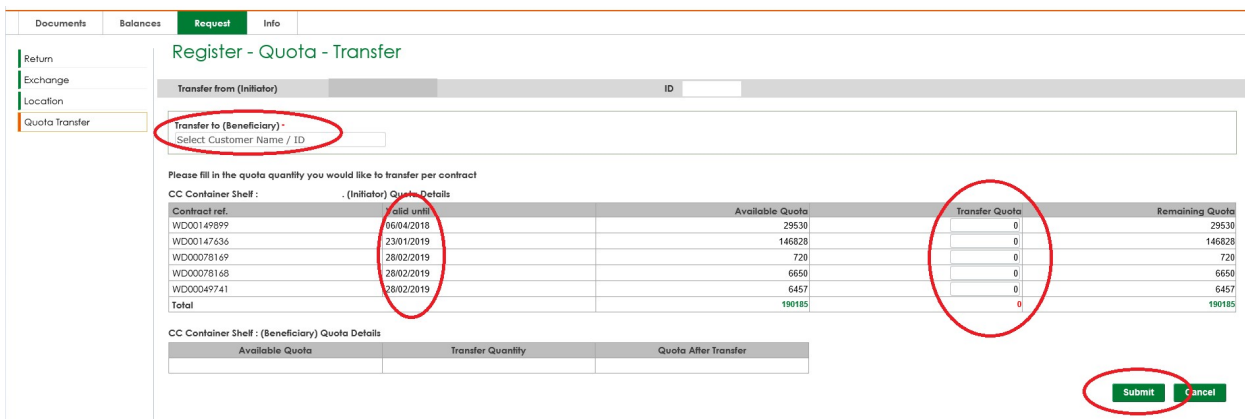 Documents Balances Request Info
Register - Quota - Transfer
Return
Exchange
Location
Quota Transfer
Transfer from (Initiator) ID
Transfer to (Beneficiary) *
Select Customer Name / ID
Please fill in the quota quantity you would like to transfer per contract
CC Container Shelf : . (Initiator) Quota Details
Contract ref. Valid until Available Quota Transfer Quota Remaining Quota
WD00149899 06/04/2018 29530 0 29530
WD00147636 23/01/2019 146828 0 146828
WD00078169 28/02/2019 720 0 720
WD00078168 28/02/2019 6650 0 6650
WD00049741 28/02/2019 6457 0 6457
Total 190185 0 190185
CC Container Shelf : (Beneficiary) Quota Details
Available Quota Transfer Quantity Quota After Transfer
Submit Cancel